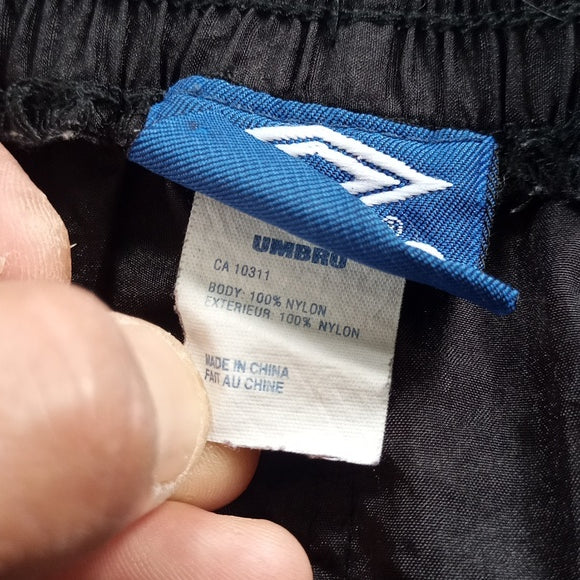 ®
UMBRO
CA 10311
BODY: 100% NYLON
EXTERIEUR: 100% NYLON
MADE IN CHINA
FAIT AU CHINE